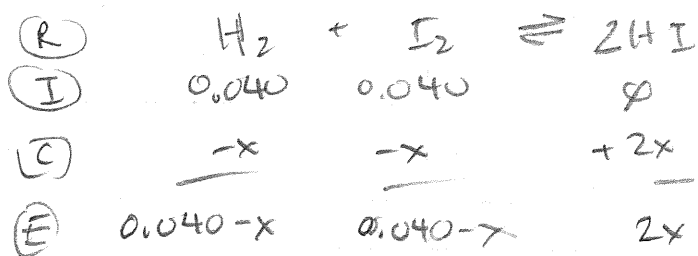 R H₂ + I₂ ⇌ 2HI
I 0.040 0.040 ∅
C -x -x +2x
E 0.040-x 0.040-x 2x